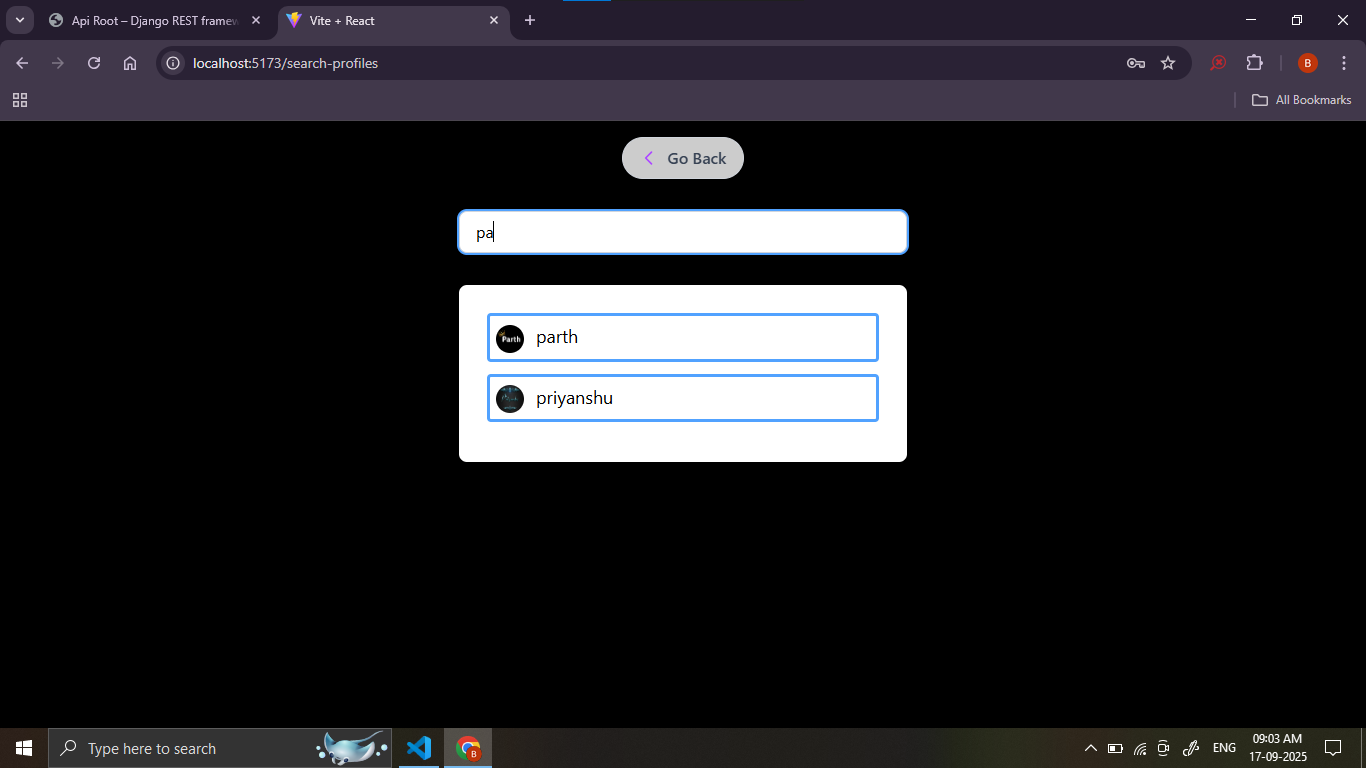 Api Root – Django REST framew
Vite + React
localhost:5173/search-profiles
B
All Bookmarks
Go Back
pa
Parth
parth
priyanshu
Type here to search
B
ENG
09:03 AM
17-09-2025